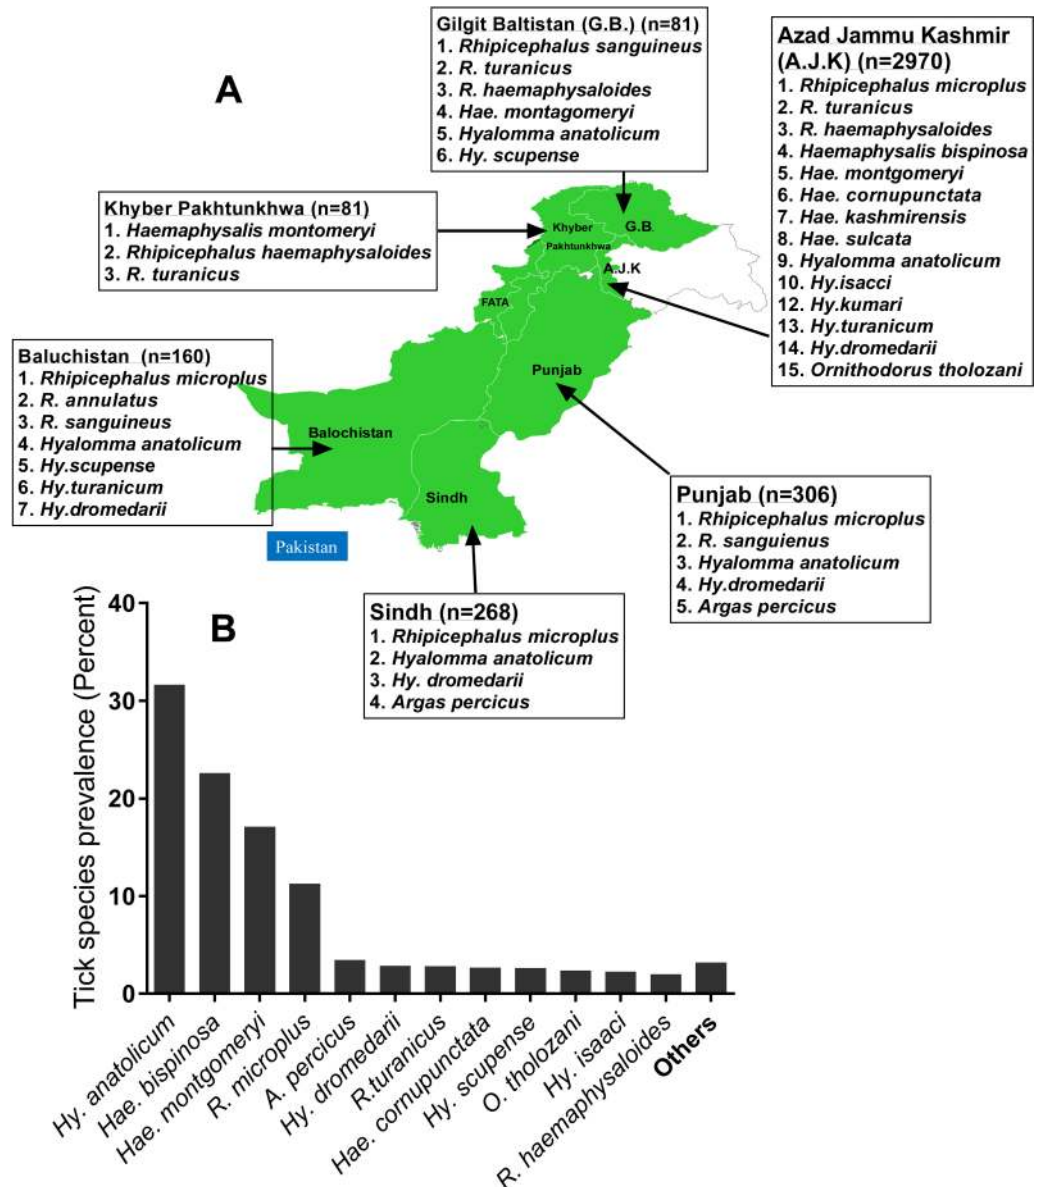 A
Gilgit Baltistan (G.B.) (n=81)
1. Rhipicephalus sanguineus
2. R. turanicus
3. R. haemaphysaloides
4. Hae. montagomeryi
5 Hyalomma anatolicum
6. Hy. scupense
Azad Jammu Kashmir
(A.J.K) (n=2970)
1. Rhipicephalus microplus
2. R. turanicus
3. R. haemaphysaloides
4. Haemaphysalis bispinosa
5. Hae. montgomeryi
6. Hae. cornupunctata
7. Hae. kashmirensis
8. Hae. sulcata
9. Hyalomma anatolicum
10. Hy.isacci
12. Hy.kumari
13. Hy.turanicum
14. Hy.dromedarii
15. Ornithodorus tholozani
Khyber Pakhtunkhwa (n=81)
1. Haemaphysalis montomeryi
2. Rhipicephalus haemaphysaloides
3. R. turanicus
Khyber
Pakhtunkhwa
G.B.
A.J.K
FATA
Punjab
Balochistan
Sindh
Baluchistan (n=160)
1. Rhipicephalus microplus
2. R. annulatus
3. R. sanguineus
4. Hyalomma anatolicum
5. Hy.scupense
6. Hy.turanicum
7. Hy.dromedarii
Pakistan
Punjab (n=306)
1. Rhipicephalus microplus
2. R. sanguienus
3. Hyalomma anatolicum
4. Hy.dromedarii
5. Argas percicus
Sindh (n=268)
1. Rhipicephalus microplus
2. Hyalomma anatolicum
3. Hy. dromedarii
4. Argas percicus
B
Tick species prevalence (Percent)
40
30
20
10
0
Hy. anatolicum
Hae. bispinosa
Hae. montgomeryi
R. microplus
A. percicus
Hy. dromedarii
R.turanicus
Hae. cornupunctata
Hy. scupense
O. tholozani
Hy. isaaci
R. haemaphysaloides
Others